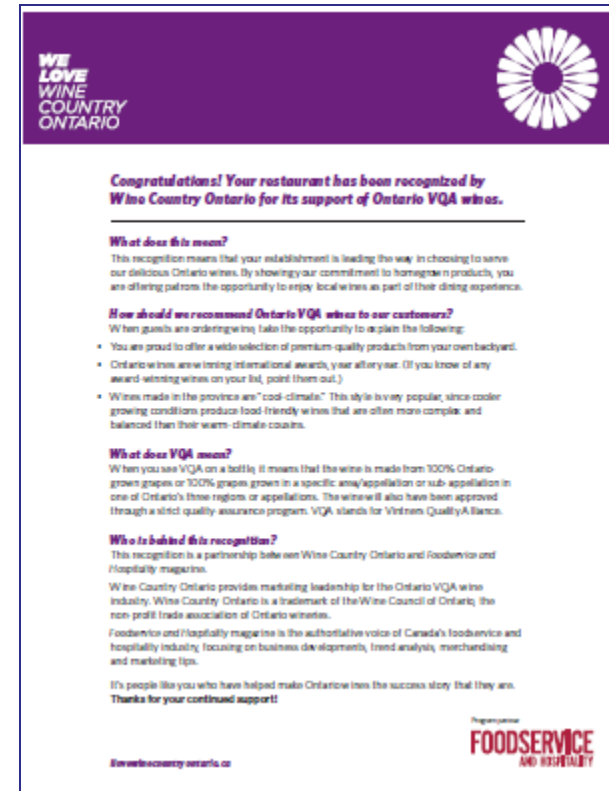 WE
LOVE
WINE
COUNTRY
ONTARIO
Congratulations! Your restaurant has been recognized by
Wine Country Ontario for its support of Ontario VQA wines.
What does this mean?
This recognition means that your establishment is leading the way in choosing to serve
our delicious Ontario wines. By showing your commitment to homegrown products, you
are offering patrons the opportunity to enjoy local wines as part of their dining experience.
How should we recommend Ontario VQA wines to our customers?
When guests are ordering wine, take the opportunity to explain the following:
• You are proud to offer a wide selection of premium-quality products from your own backyard.
• Ontario wines are winning international awards, year after year. (If you know of any
award-winning wines on your list, point them out.)
• Wines made in the province are "cool-climate." This style is very popular, since cooler
growing conditions produce food-friendly wines that are often more complex and
balanced than their warm-climate cousins.
What does VQA mean?
When you see VQA on a bottle, it means that the wine is made from 100% Ontario-
grown grapes or 100% grapes grown in a specific area/appellation or sub-appellation in
one of Ontario's three regions or appellations. The wine will also have been approved
through a strict quality-assurance program. VQA stands for Vintners Quality Alliance.
Who is behind this recognition?
This recognition is a partnership between Wine Country Ontario and Foodservice and
Hospitality magazine.
Wine Country Ontario provides marketing leadership for the Ontario VQA wine
industry. Wine Country Ontario is a trademark of the Wine Council of Ontario, the
non-profit trade association of Ontario wineries.
Foodservice and Hospitality magazine is the authoritative voice of Canada's foodservice and
hospitality industry, focusing on business developments, trend analysis, merchandising
and marketing tips.
It's people like you who have helped make Ontario wines the success story that they are.
Thanks for your continued support!
Program partner
FOODSERVICE
AND HOSPITALITY
ilovewinecountryontario.ca